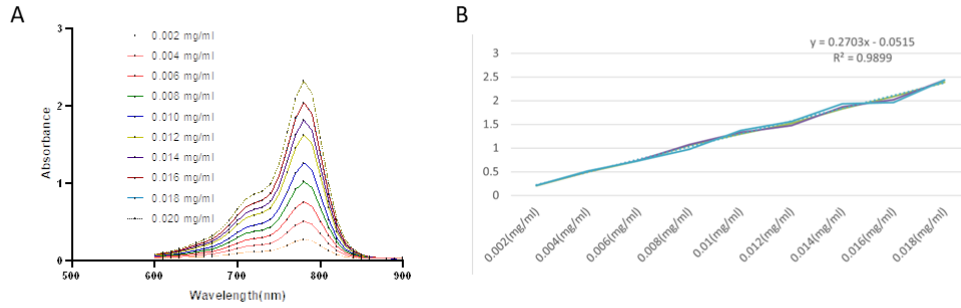 A
B
3
2
1
0
Absorbance
0.002 mg/ml
0.004 mg/ml
0.006 mg/ml
0.008 mg/ml
0.010 mg/ml
0.012 mg/ml
0.014 mg/ml
0.016 mg/ml
0.018 mg/ml
0.020 mg/ml
500
600
700
800
900
Wavelength(nm)
y = 0.2703x - 0.0515
R² = 0.9899
3
2.5
2
1.5
1
0.5
0
0.002(mg/ml)
0.004(mg/ml)
0.006(mg/ml)
0.008(mg/ml)
0.01(mg/ml)
0.012(mg/ml)
0.014(mg/ml)
0.016(mg/ml)
0.018(mg/ml)